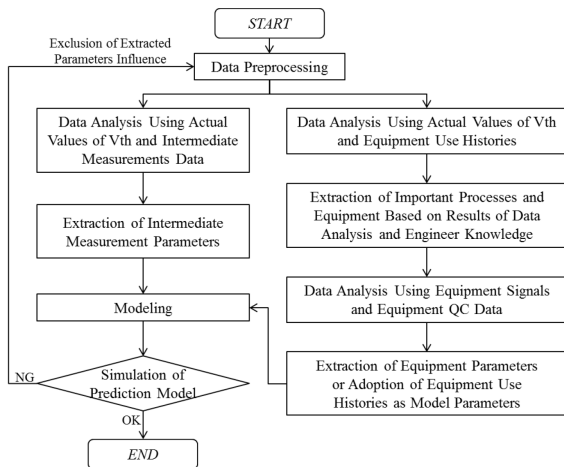 START
Exclusion of Extracted
Parameters Influence
Data Preprocessing
Data Analysis Using Actual
Values of Vth and Intermediate
Measurements Data
Extraction of Intermediate
Measurement Parameters
Modeling
Simulation of
Prediction Model
NG
OK
END
Data Analysis Using Actual Values of Vth
and Equipment Use Histories
Extraction of Important Processes and
Equipment Based on Results of Data
Analysis and Engineer Knowledge
Data Analysis Using Equipment Signals
and Equipment QC Data
Extraction of Equipment Parameters
or Adoption of Equipment Use
Histories as Model Parameters